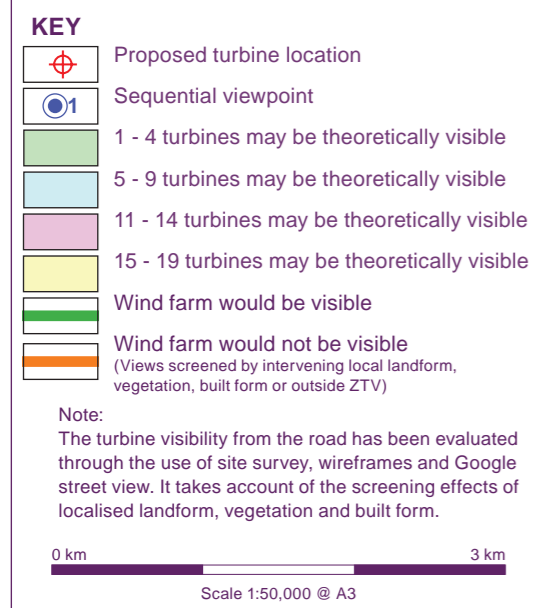 KEY
Proposed turbine location
1
Sequential viewpoint
1 - 4 turbines may be theoretically visible
5 - 9 turbines may be theoretically visible
11 - 14 turbines may be theoretically visible
15 - 19 turbines may be theoretically visible
Wind farm would be visible
Wind farm would not be visible
(Views screened by intervening local landform,
vegetation, built form or outside ZTV)
Note:
The turbine visibility from the road has been evaluated
through the use of site survey, wireframes and Google
street view. It takes account of the screening effects of
localised landform, vegetation and built form.
0 km 3 km
Scale 1:50,000 @ A3